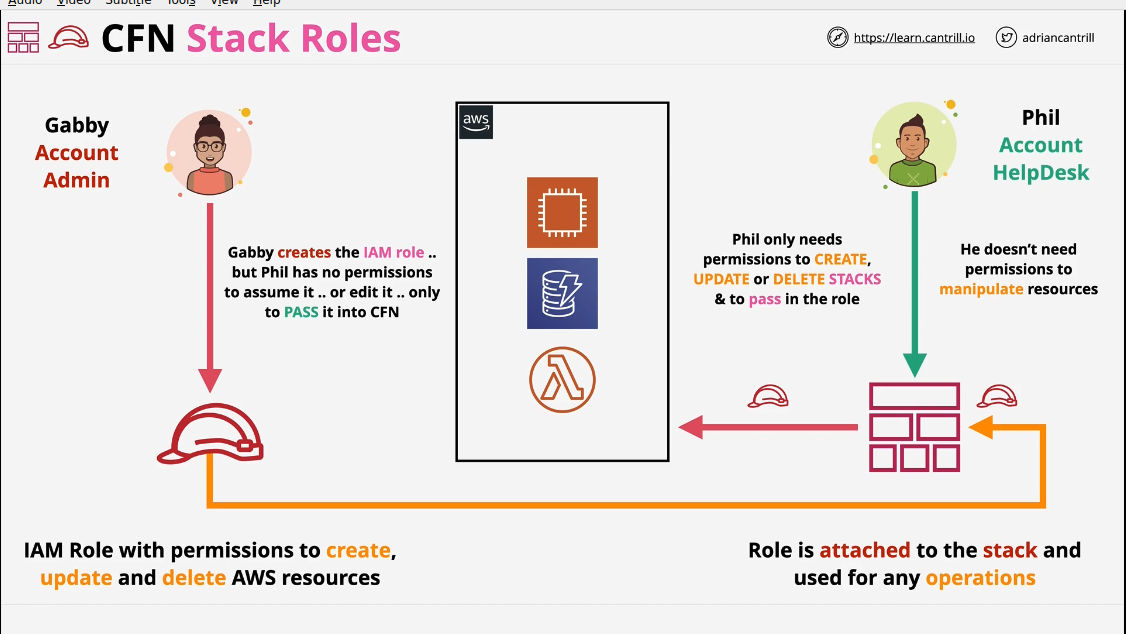 Audio Video Subtitle Tools View Help
CFN Stack Roles
https://learn.cantrill.io
adriancantrill
Gabby
Account
Admin
aws
Phil
Account
HelpDesk
Gabby creates the IAM role ..
but Phil has no permissions
to assume it .. or edit it .. only
to PASS it into CFN
Phil only needs
permissions to CREATE,
UPDATE or DELETE STACKS
& to pass in the role
He doesn’t need
permissions to
manipulate resources
IAM Role with permissions to create,
update and delete AWS resources
Role is attached to the stack and
used for any operations